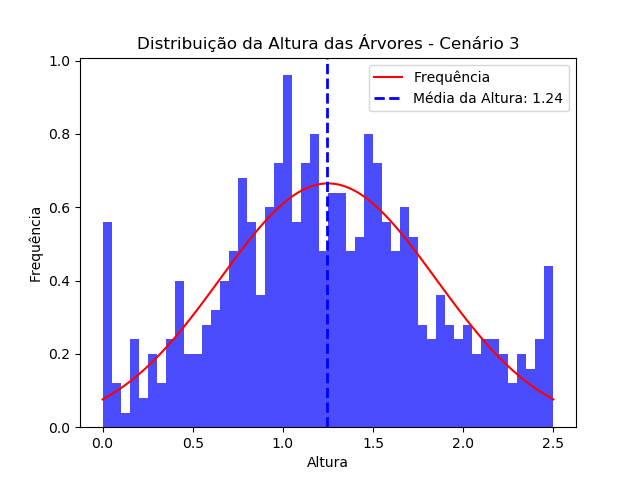 Distribuição da Altura das Árvores - Cenário 3
Frequência
Média da Altura: 1.24
1.0
0.8
0.6
0.4
0.2
0.0
Frequência
0.0 0.5 1.0 1.5 2.0 2.5
Altura